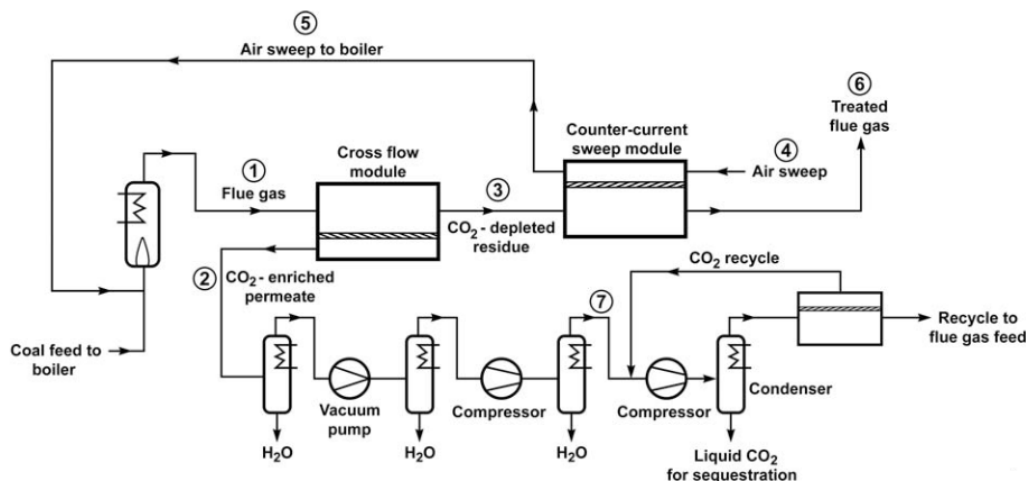 ⑤
Air sweep to boiler
⑥
Treated
flue gas
Counter-current
sweep module
④
Air sweep
Cross flow
module
①
Flue gas
③
CO₂ - depleted
residue
②
CO₂ - enriched
permeate
CO₂ recycle
⑦
Recycle to
flue gas feed
Coal feed to
boiler
Vacuum
pump
Compressor
Compressor
Condenser
H₂O
H₂O
H₂O
Liquid CO₂
for sequestration